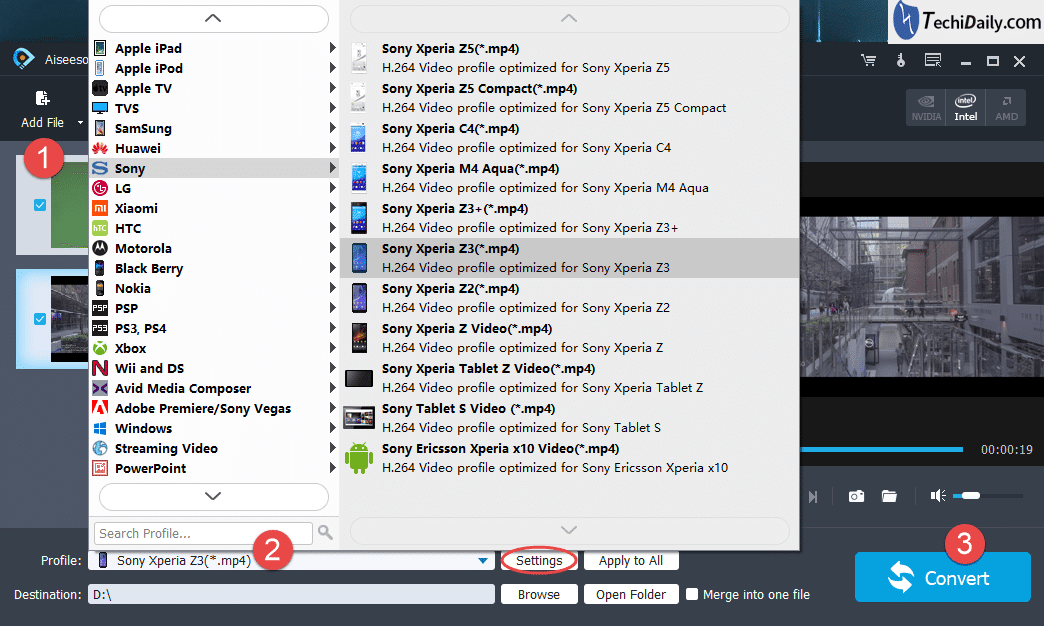 TechiDaily.com
Aiseeso
Add File
NVIDIA
intel
Intel
AMD
1
Apple iPad
Apple iPod
tv
Apple TV
TVS
SamSung
Huawei
Sony
LG
Xiaomi
HTC
Motorola
Black Berry
Nokia
PSP
PS3, PS4
Xbox
Wii and DS
Avid Media Composer
Adobe Premiere/Sony Vegas
Windows
Streaming Video
PowerPoint
Search Profile...
Sony Xperia Z5(*.mp4)
H.264 Video profile optimized for Sony Xperia Z5
Sony Xperia Z5 Compact(*.mp4)
H.264 Video profile optimized for Sony Xperia Z5 Compact
Sony Xperia C4(*.mp4)
H.264 Video profile optimized for Sony Xperia C4
Sony Xperia M4 Aqua(*.mp4)
H.264 Video profile optimized for Sony Xperia M4 Aqua
Sony Xperia Z3+(*.mp4)
H.264 Video profile optimized for Sony Xperia Z3+
Sony Xperia Z3(*.mp4)
H.264 Video profile optimized for Sony Xperia Z3
Sony Xperia Z2(*.mp4)
H.264 Video profile optimized for Sony Xperia Z2
Sony Xperia Z Video(*.mp4)
H.264 Video profile optimized for Sony Xperia Z
Sony Xperia Tablet Z Video(*.mp4)
H.264 Video profile optimized for Sony Xperia Tablet Z
Sony Tablet S Video (*.mp4)
H.264 Video profile optimized for Sony Tablet S
Sony Ericsson Xperia x10 Video(*.mp4)
H.264 Video profile optimized for Sony Ericsson Xperia x10
00:00:19
2
3
Profile: Sony Xperia Z3(*.mp4) Settings Apply to All
Convert
Destination: D:\ Browse Open Folder Merge into one file